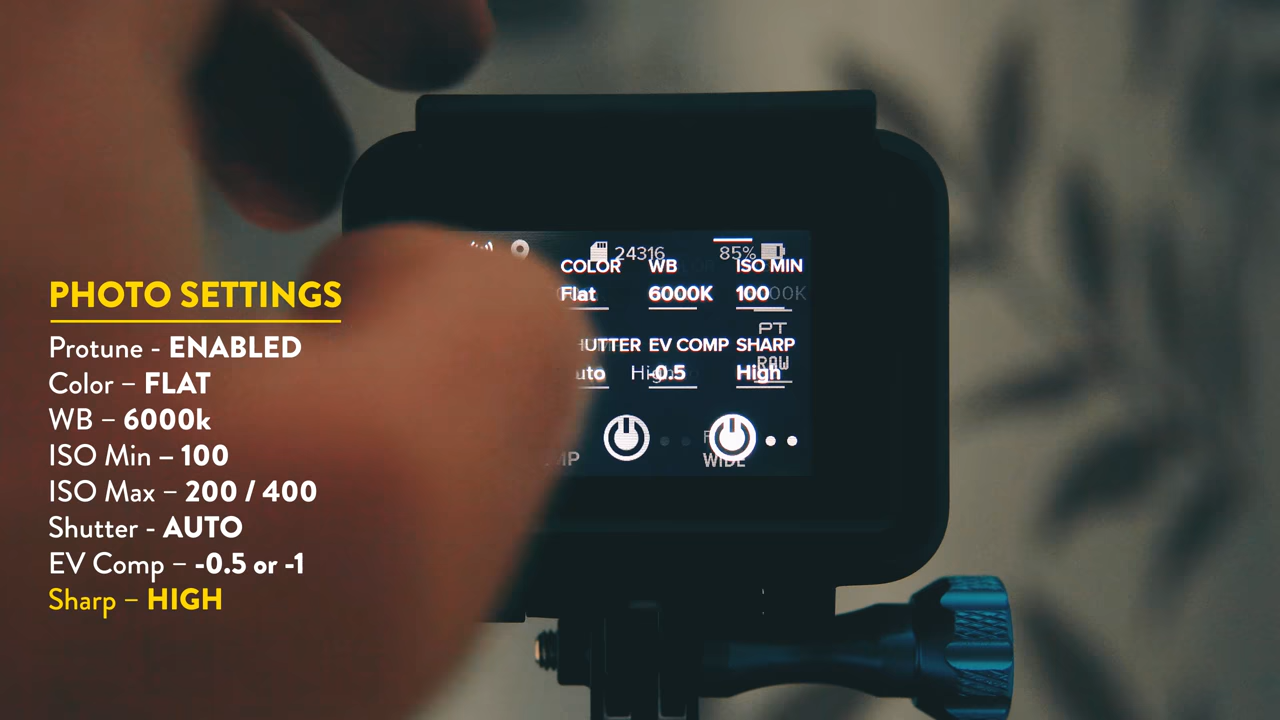 PHOTO SETTINGS
Protune - ENABLED
Color – FLAT
WB – 6000k
ISO Min – 100
ISO Max – 200 / 400
Shutter - AUTO
EV Comp – -0.5 or -1
Sharp – HIGH
24316 85%
COLOR WB ISO MIN
Flat 6000K 100
PT
EV COMP SHARP
RAW
-0.5 High
WIDE